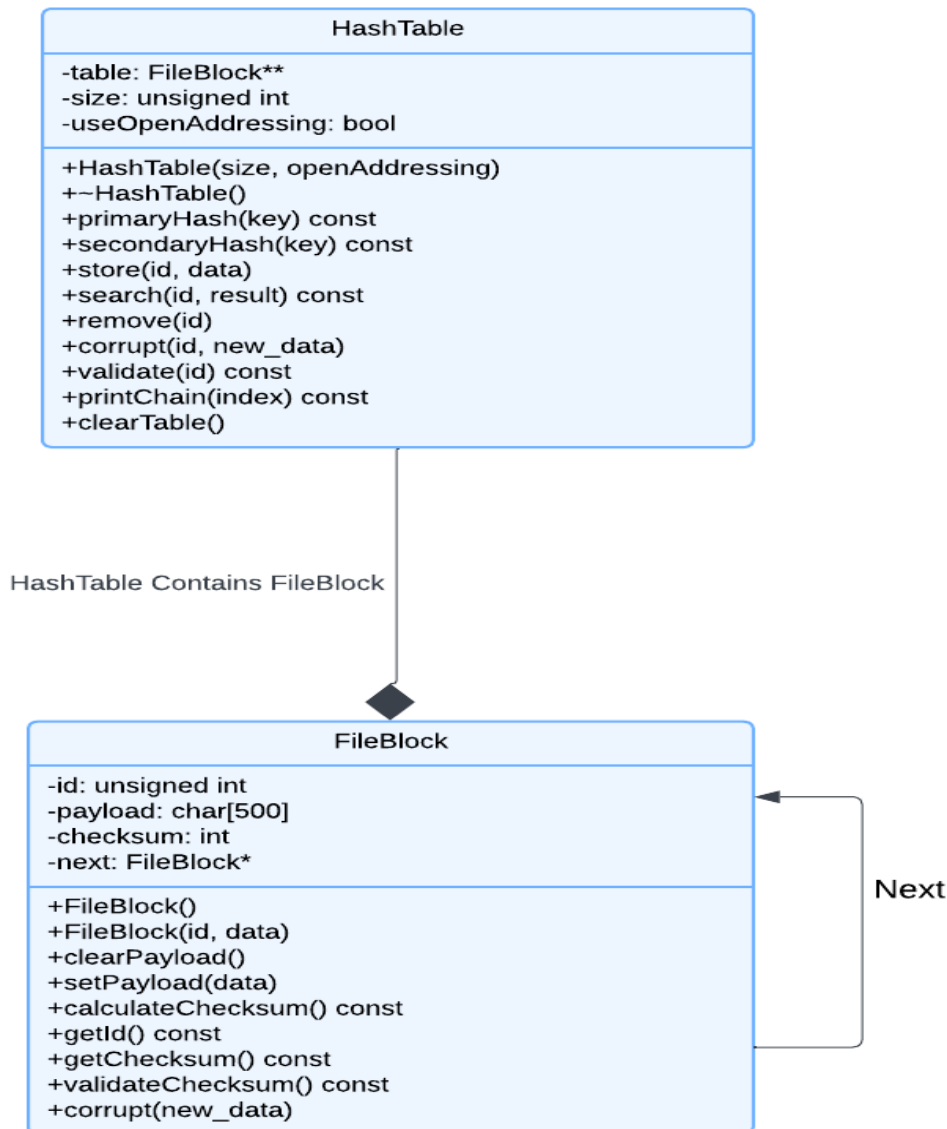 HashTable
-table: FileBlock**
-size: unsigned int
-useOpenAddressing: bool
+HashTable(size, openAddressing)
+~HashTable()
+primaryHash(key) const
+secondaryHash(key) const
+store(id, data)
+search(id, result) const
+remove(id)
+corrupt(id, new_data)
+validate(id) const
+printChain(index) const
+clearTable()
HashTable Contains FileBlock
FileBlock
-id: unsigned int
-payload: char[500]
-checksum: int
-next: FileBlock*
+FileBlock()
+FileBlock(id, data)
+clearPayload()
+setPayload(data)
+calculateChecksum() const
+getId() const
+getChecksum() const
+validateChecksum() const
+corrupt(new_data)
Next